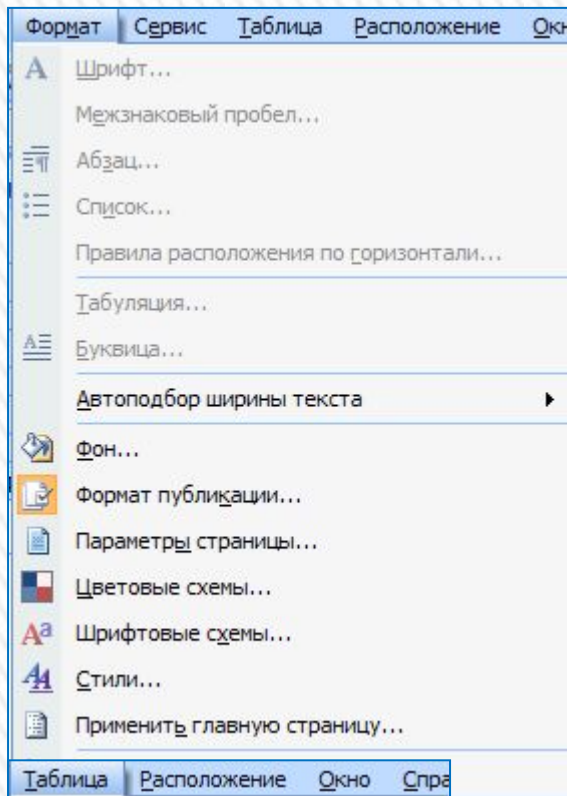 Формат Сервис Таблица Расположение Окн
Шрифт...
Межзнаковый пробел...
Абзац...
Список...
Правила расположения по горизонтали...
Табуляция...
Буквица...
Автоподбор ширины текста
Фон...
Формат публикации...
Параметры страницы...
Цветовые схемы...
Шрифтовые схемы...
Стили...
Применить главную страницу...
Таблица Расположение Окно Спра